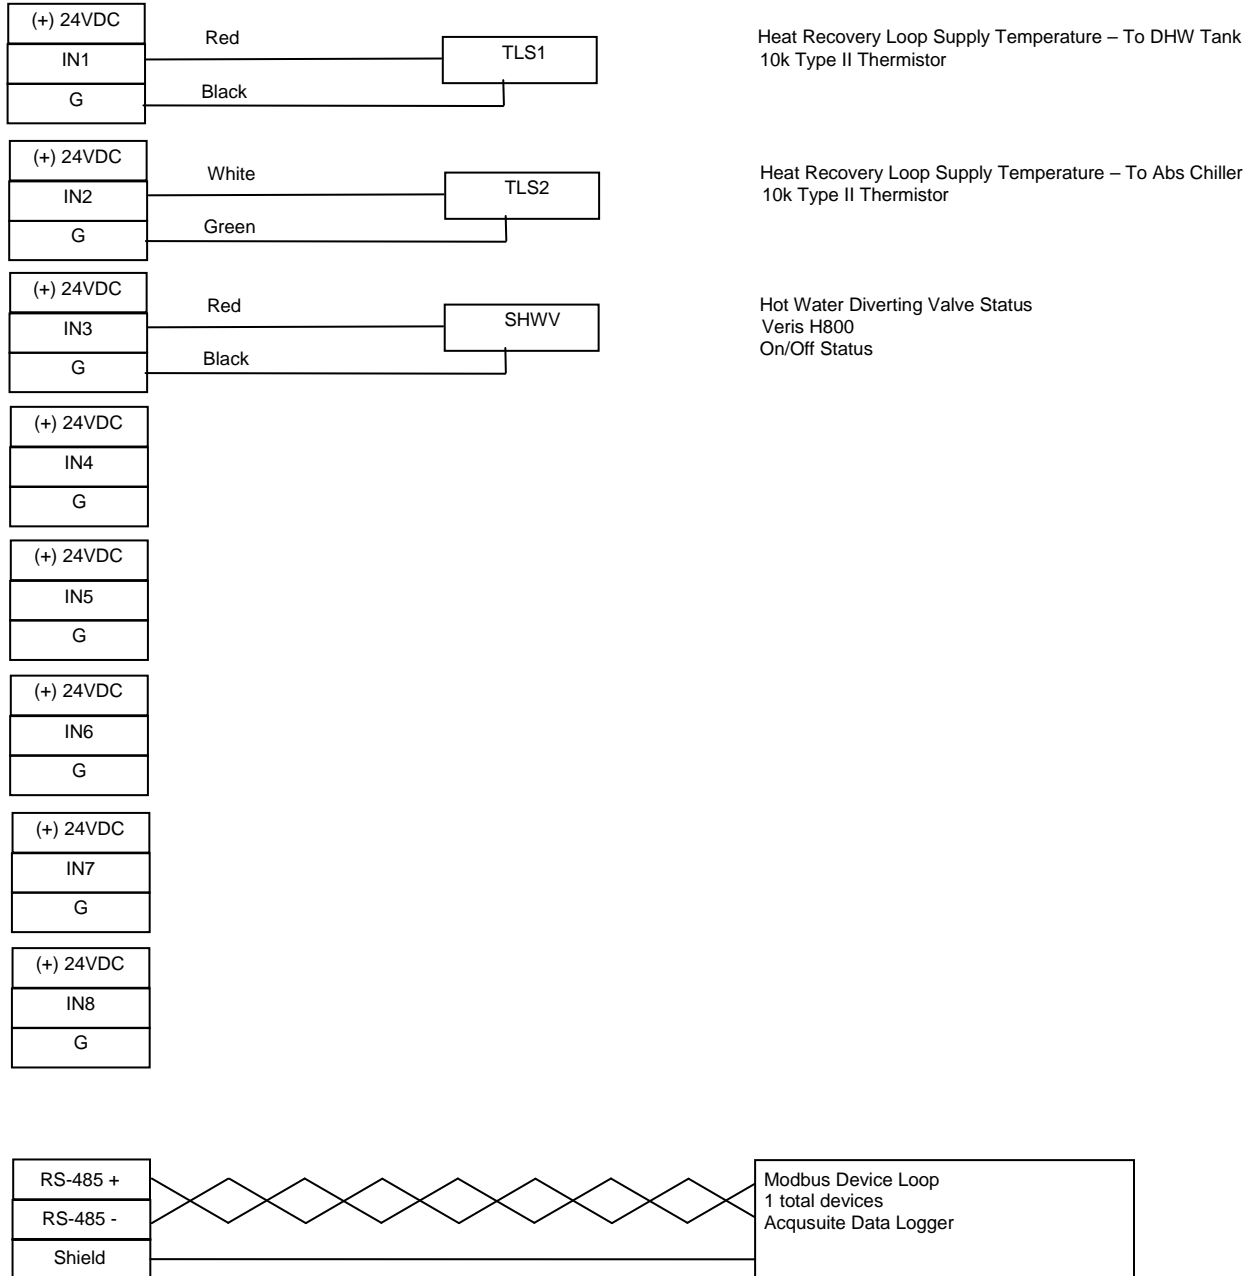 (+) 24VDC
Red
IN1
TLS1
Heat Recovery Loop Supply Temperature – To DHW Tank
10k Type II Thermistor
G
Black
(+) 24VDC
White
IN2
TLS2
Heat Recovery Loop Supply Temperature – To Abs Chiller
10k Type II Thermistor
G
Green
(+) 24VDC
Red
IN3
SHWV
Hot Water Diverting Valve Status
Veris H800
On/Off Status
G
Black
(+) 24VDC
IN4
G
(+) 24VDC
IN5
G
(+) 24VDC
IN6
G
(+) 24VDC
IN7
G
(+) 24VDC
IN8
G
RS-485 +
RS-485 -
Shield
Modbus Device Loop
1 total devices
Acqusuite Data Logger